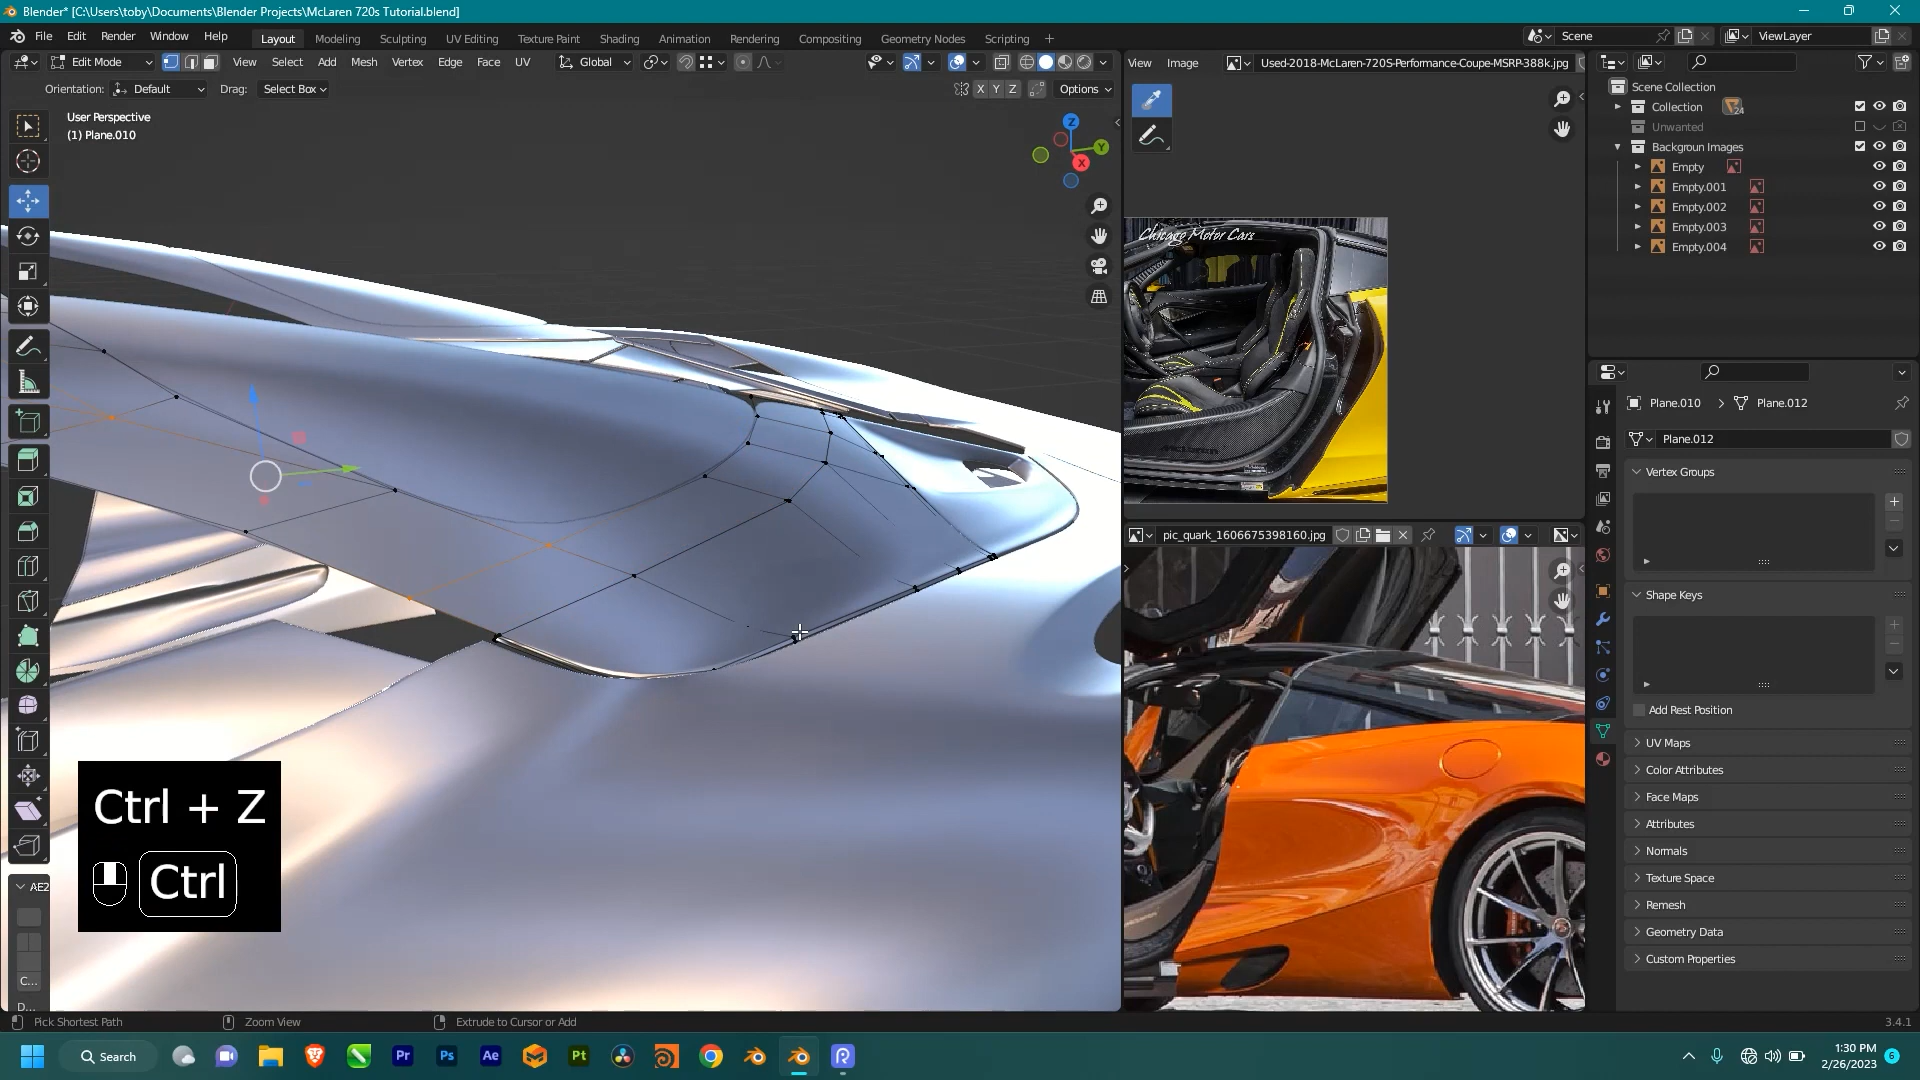 Blender* [C:\Users\toby\Documents\Blender Projects\McLaren 720s Tutorial.blend]
File Edit Render Window Help Layout Modeling Sculpting UV Editing Texture Paint Shading Animation Rendering Compositing Geometry Nodes Scripting + Scene ViewLayer
Edit Mode View Select Add Mesh Vertex Edge Face UV Global
View Image Used-2018-McLaren-720S-Performance-Coupe-MSRP-388k.jpg
Orientation: Default Drag: Select Box X Y Z Options
User Perspective
(1) Plane.010
Z
Y
X
Chicago Motor Cars
pic_quark_1606675398160.jpg
Scene Collection
Collection 24
Unwanted
Backgroun Images
Empty
Empty.001
Empty.002
Empty.003
Empty.004
Plane.010 > Plane.012
Plane.012
Vertex Groups
Shape Keys
Add Rest Position
UV Maps
Color Attributes
Face Maps
Attributes
Normals
Texture Space
Remesh
Geometry Data
Custom Properties
Ctrl + Z
Ctrl
AE2
C...
D...
Pick Shortest Path Zoom View Extrude to Cursor or Add 3.4.1
Search Pr Ps Ae Pt 1:30 PM
2/26/2023 6